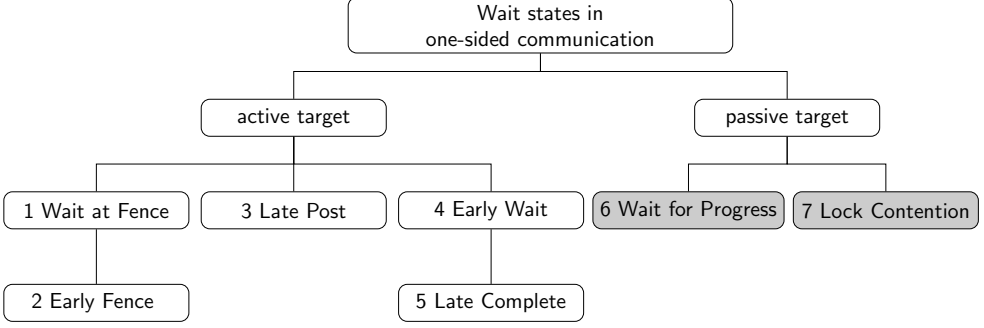 Wait states in
one-sided communication
active target
passive target
1 Wait at Fence
3 Late Post
4 Early Wait
6 Wait for Progress
7 Lock Contention
2 Early Fence
5 Late Complete